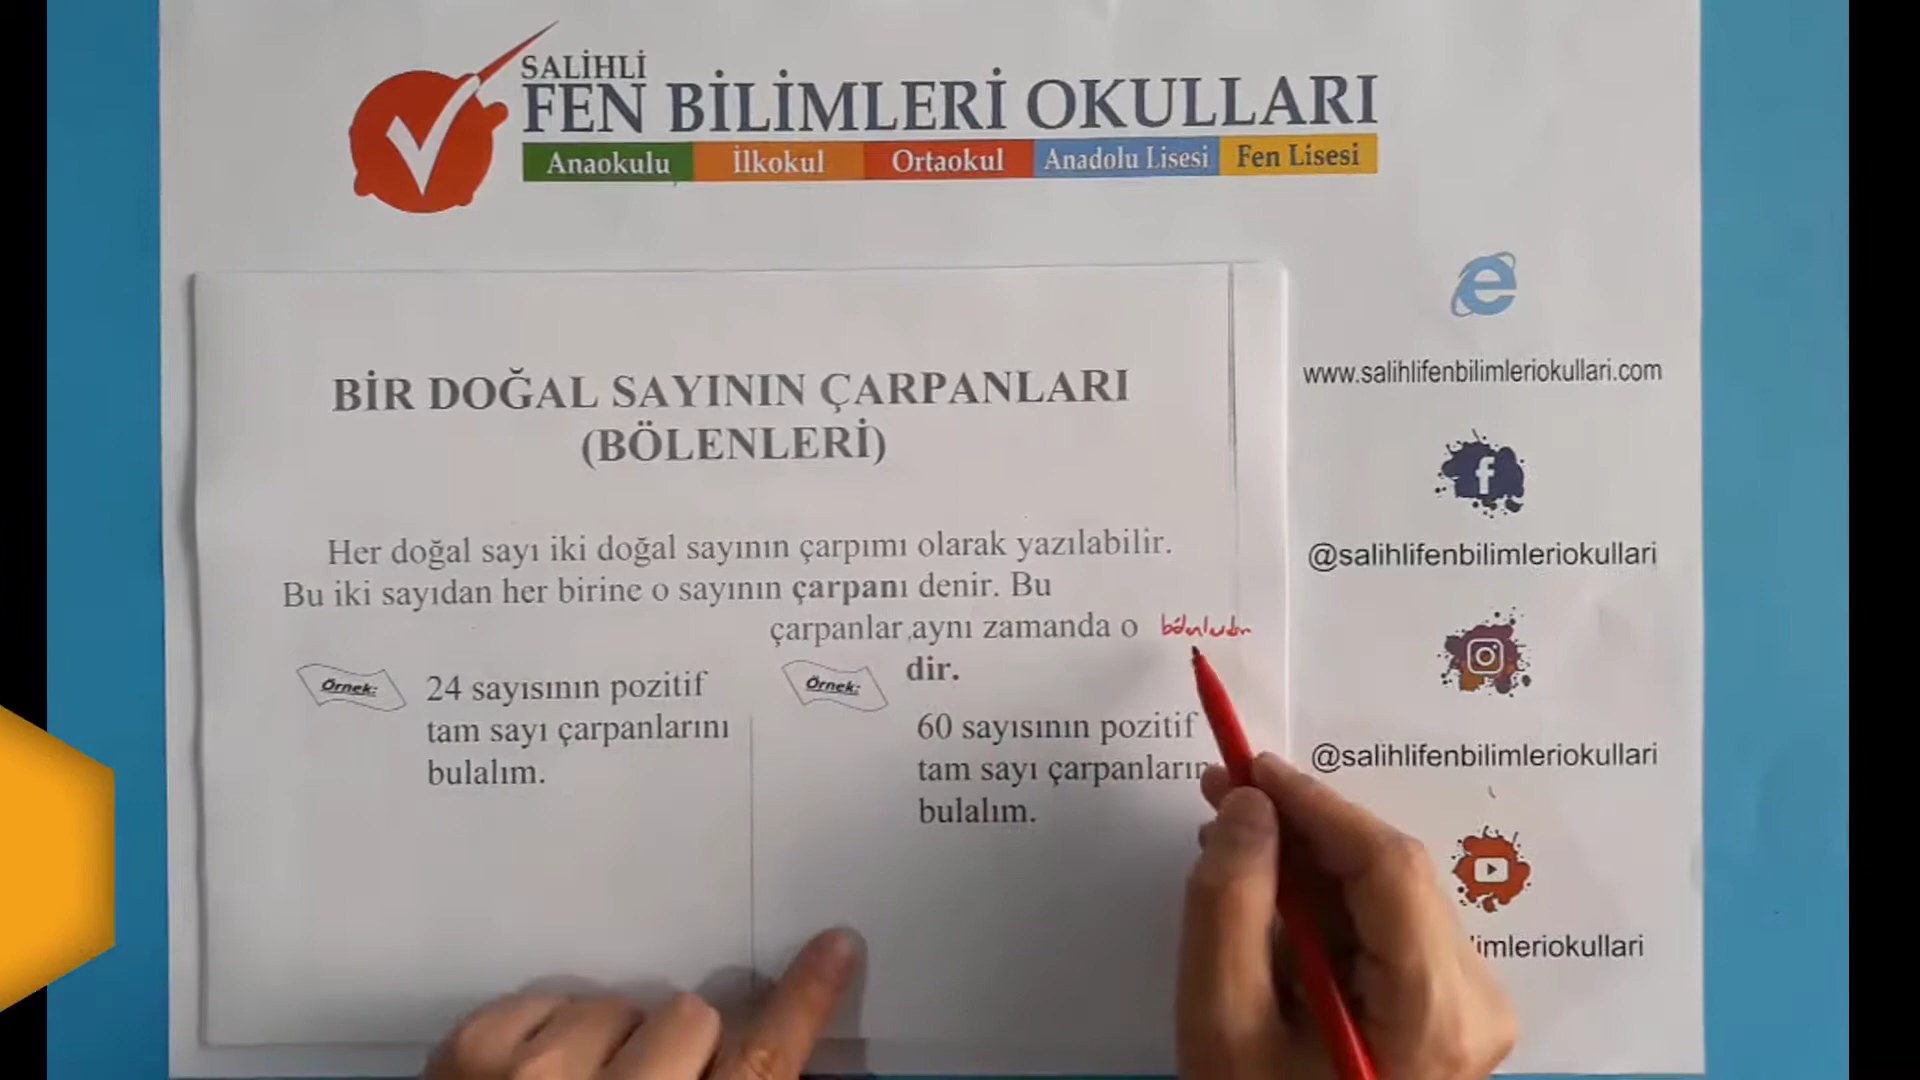 SALİHLİ
FEN BİLİMLERİ OKULLARI
Anaokulu İlkokul Ortaokul Anadolu Lisesi Fen Lisesi
BİR DOĞAL SAYININ ÇARPANLARI
(BÖLENLERİ)
Her doğal sayı iki doğal sayının çarpımı olarak yazılabilir.
Bu iki sayıdan her birine o sayının çarpanı denir. Bu
çarpanlar aynı zamanda o
dir.
Örnek:
24 sayısının pozitif
tam sayı çarpanlarını
bulalım.
Örnek:
60 sayısının pozitif
tam sayı
bulalım.
www.salihlifenbilimleriokullari.com
@salihlifenbilimleriokullari
@salihlifenbilimleriokullari
imleriokullari